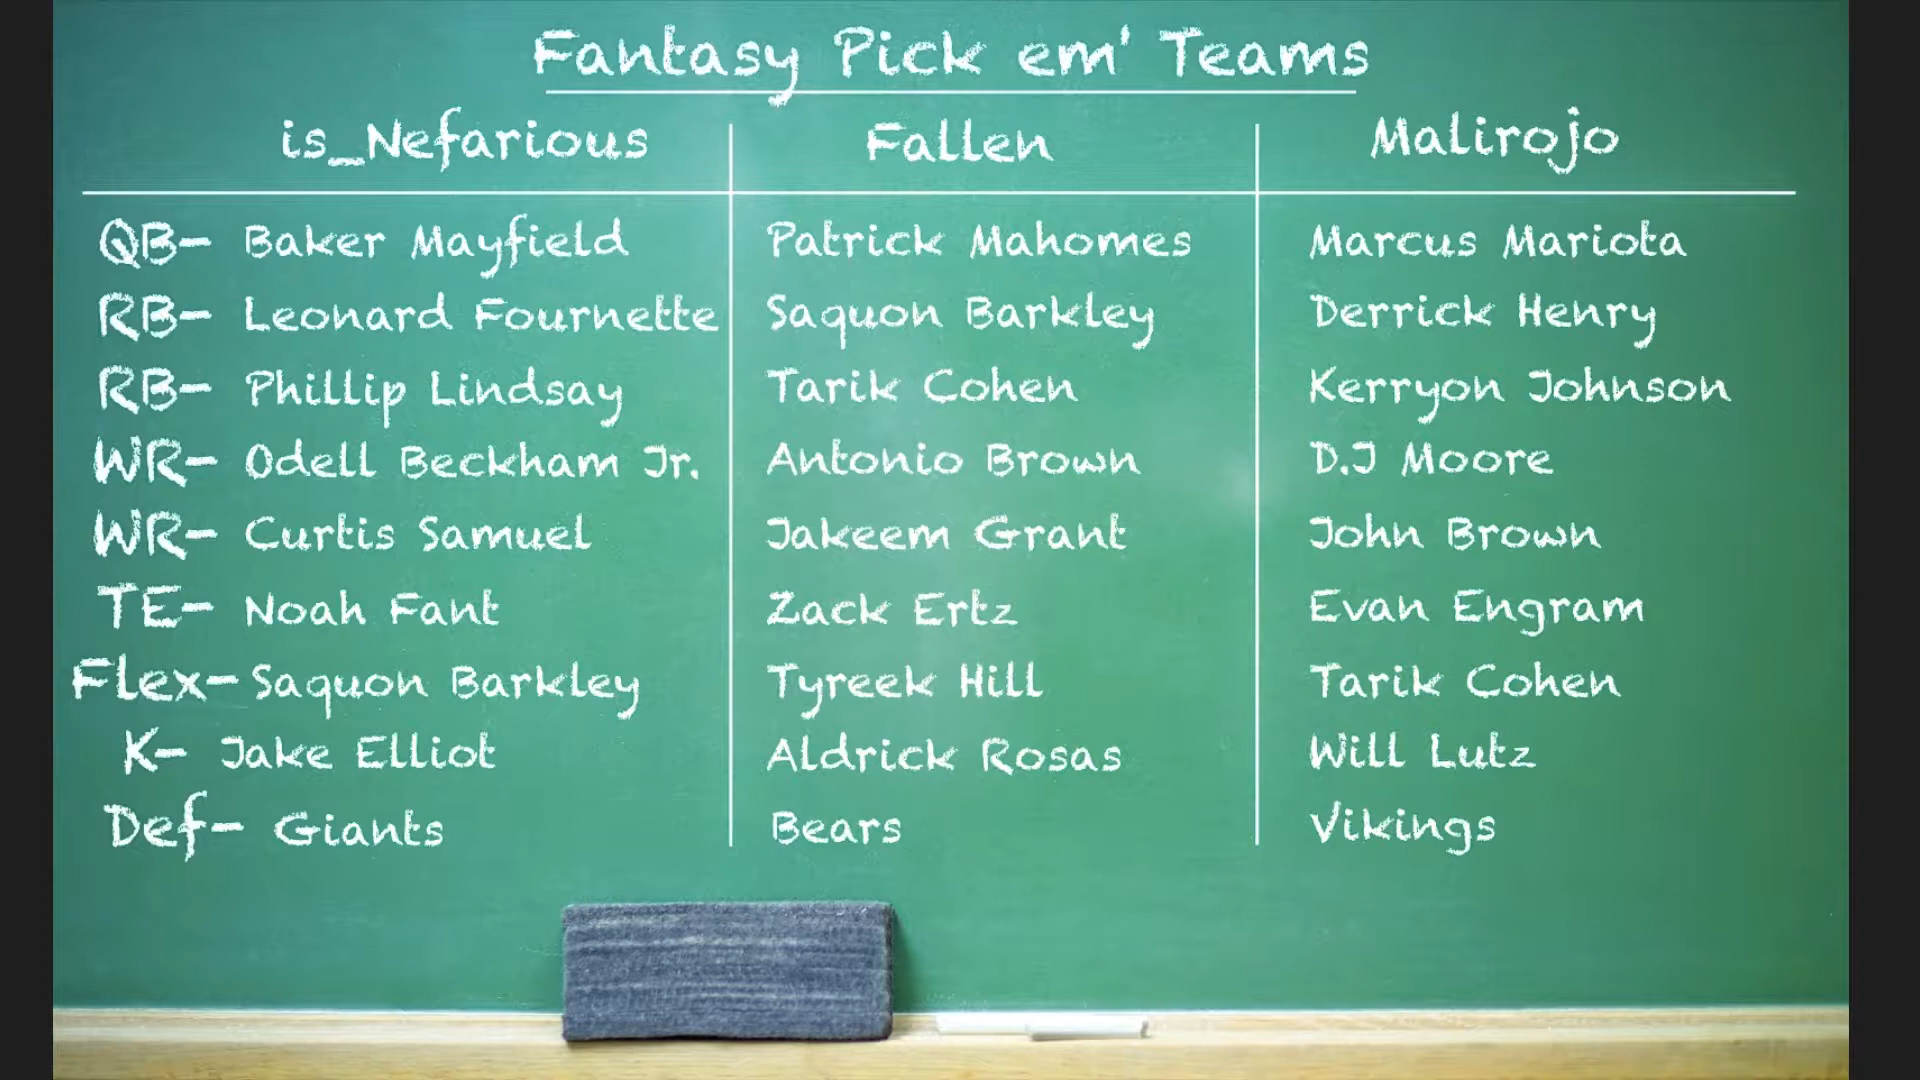 Fantasy Pick em' Teams
is_Nefarious Fallen Malirojo
QB- Baker Mayfield Patrick Mahomes Marcus Mariota
RB- Leonard Fournette Saquon Barkley Derrick Henry
RB- Phillip Lindsay Tarik Cohen Kerryon Johnson
WR- Odell Beckham Jr. Antonio Brown D.J Moore
WR- Curtis Samuel Jakeem Grant John Brown
TE- Noah Fant Zack Ertz Evan Engram
Flex- Saquon Barkley Tyreek Hill Tarik Cohen
K- Jake Elliot Aldrick Rosas Will Lutz
Def- Giants Bears Vikings